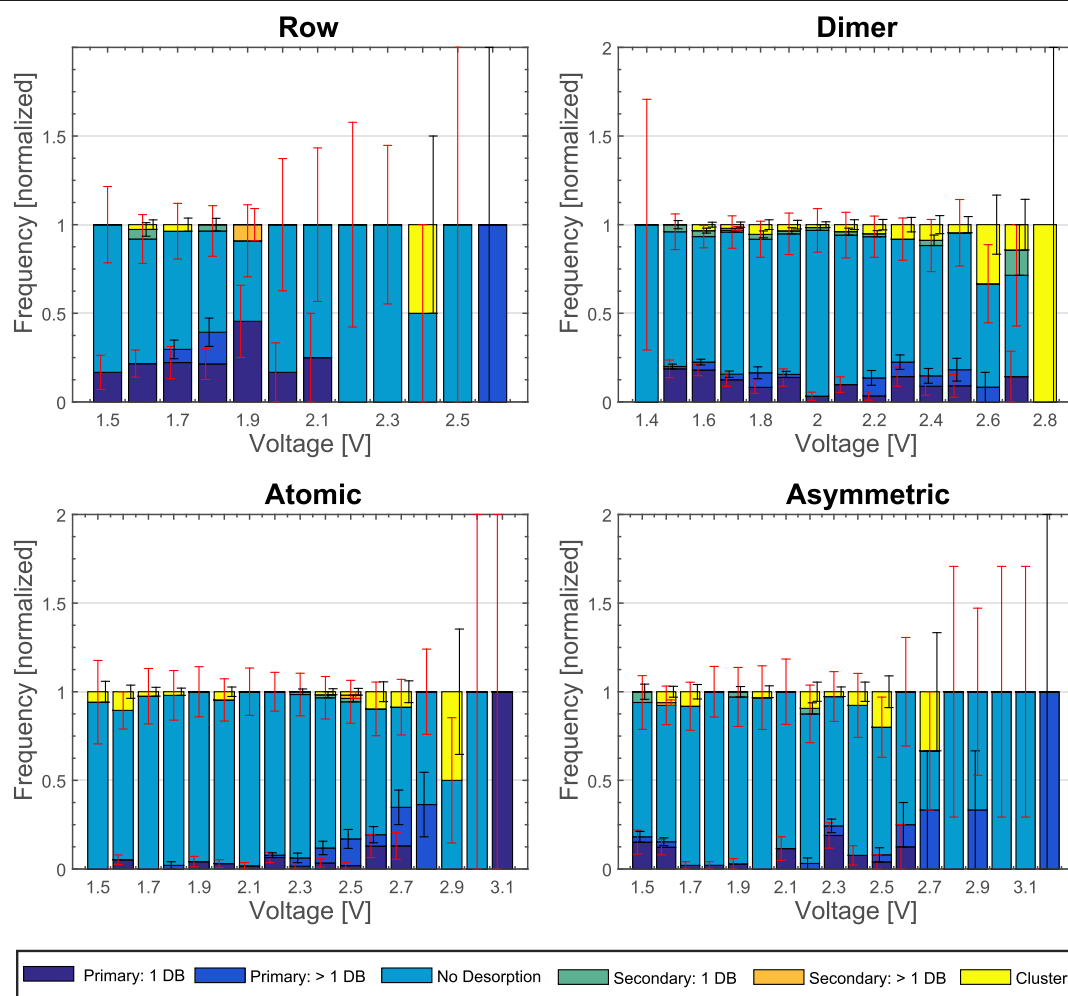 Row
Frequency [normalized]
2
1.5
1
0.5
0
1.5 1.7 1.9 2.1 2.3 2.5
Voltage [V]
Dimer
Frequency [normalized]
2
1.5
1
0.5
0
1.4 1.6 1.8 2 2.2 2.4 2.6 2.8
Voltage [V]
Atomic
Frequency [normalized]
2
1.5
1
0.5
0
1.5 1.7 1.9 2.1 2.3 2.5 2.7 2.9 3.1
Voltage [V]
Asymmetric
Frequency [normalized]
2
1.5
1
0.5
0
1.5 1.7 1.9 2.1 2.3 2.5 2.7 2.9 3.1
Voltage [V]
Primary: 1 DB Primary: > 1 DB No Desorption Secondary: 1 DB Secondary: > 1 DB Cluster